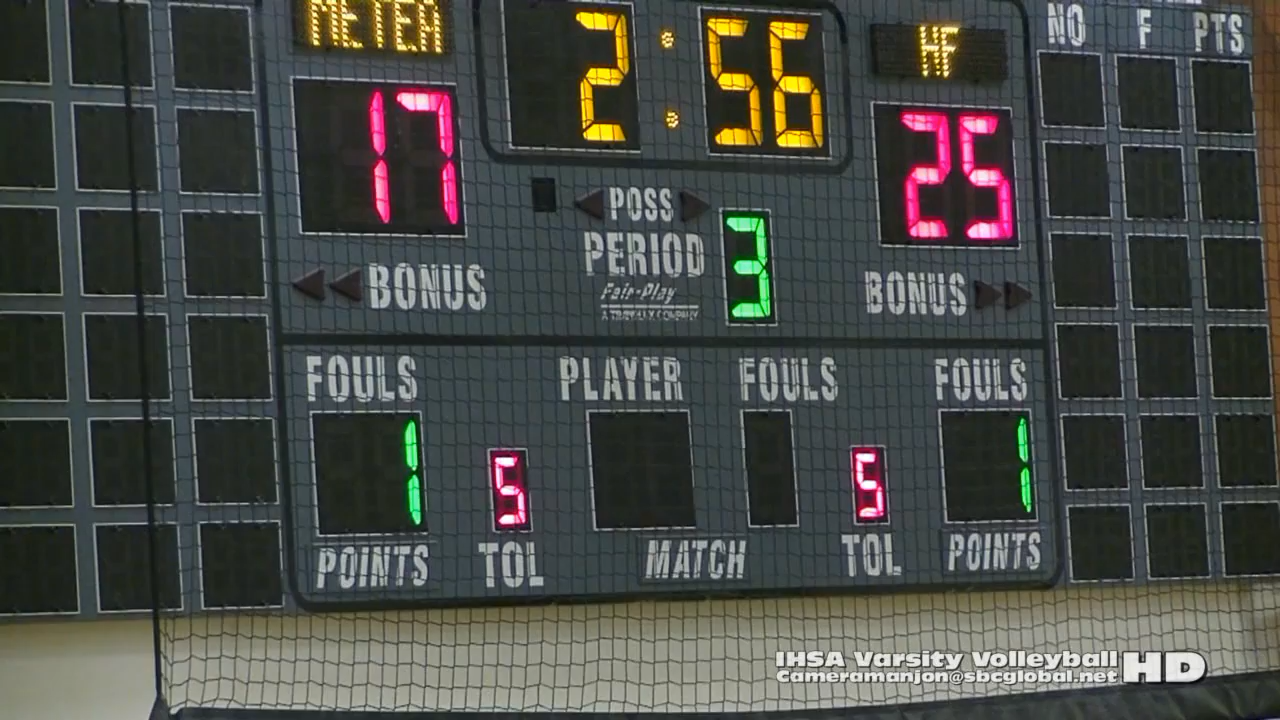 METEA 2:56 HF NO F PTS
17 25
POSS
PERIOD 3
BONUS BONUS
Fair-Play
FOULS PLAYER FOULS FOULS
1 5 5 1
POINTS TOL MATCH TOL POINTS
IHSA Varsity Volleyball HD
Cameramanjon@sbcglobal.net